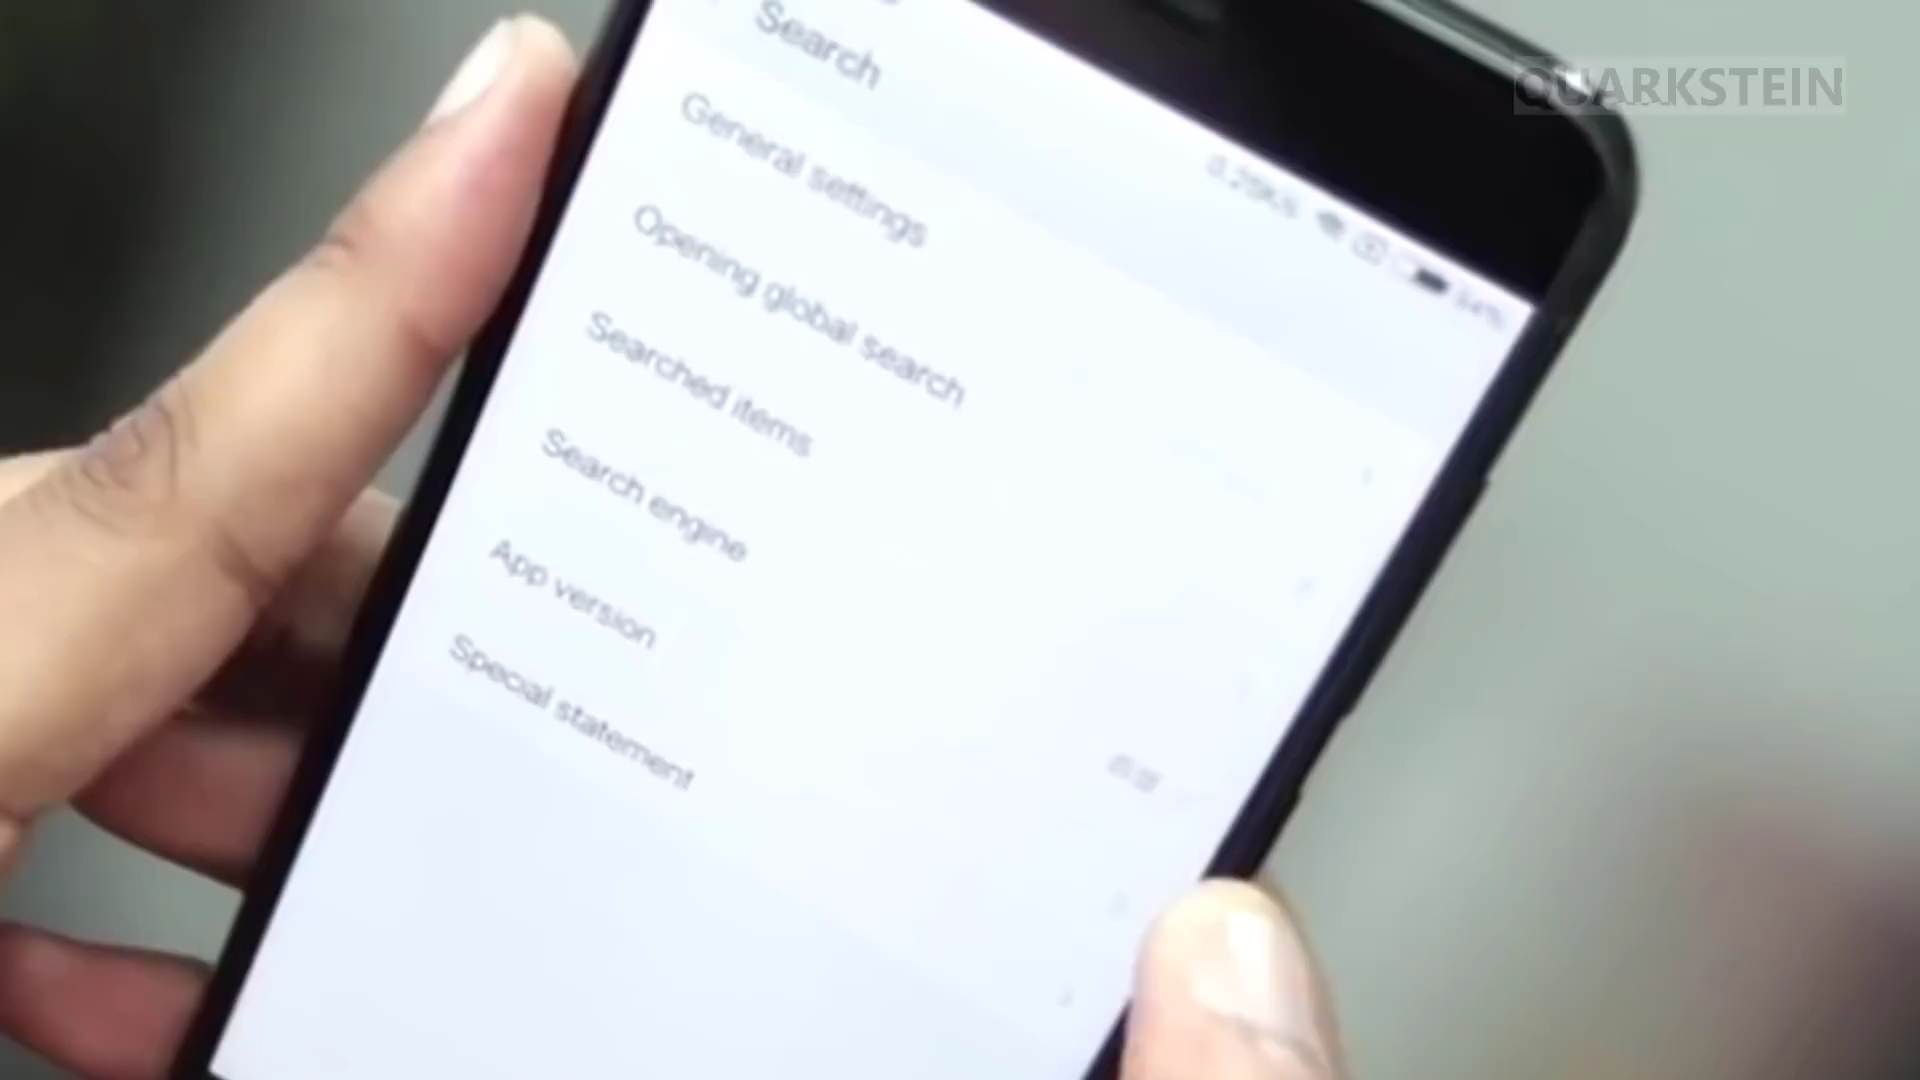 QUARKSTEIN
Search
General settings
Opening global search
Searched items
Search engine
App version
Special statement